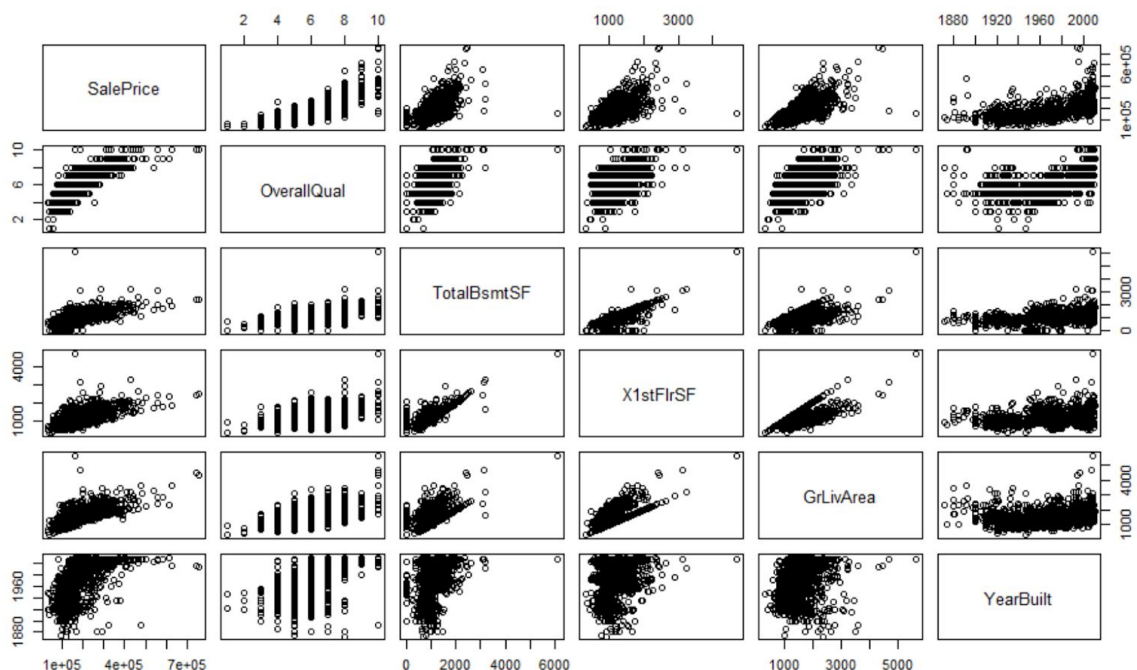 2 4 6 8 10
1000 3000
1880 1920 1960 2000
SalePrice
1e+05 6e+05
2 6 10
OverallQual
TotalBsmtSF
0 3000
1000 4000
X1stFlrSF
GrLivArea
1000 4000
1880 1960
YearBuilt
1e+05 4e+05 7e+05
0 2000 4000 6000
1000 3000 5000